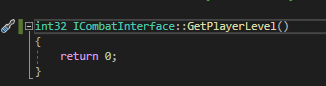 int32 ICombatInterface::GetPlayerLevel()
{
return 0;
}